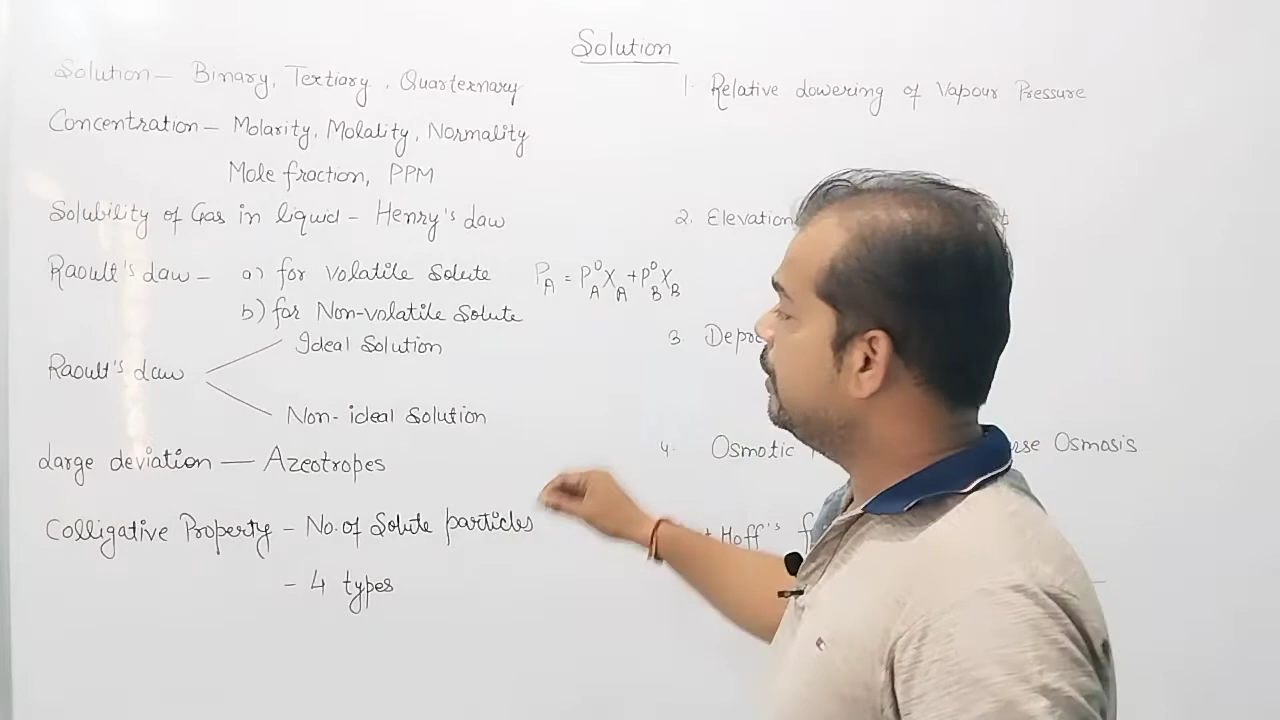 Solution
Solution - Binary, Tertiary, Quarternary
Concentration - Molarity, Molality, Normality
Mole fraction, PPM
Solubility of Gas in liquid - Henry's Law
Raoult's Law - a) for volatile Solute
b) for Non-volatile Solute
P_A = P°_A X_A + P°_B X_B
Raoult's Law
Ideal Solution
Non-ideal Solution
Large deviation - Azeotropes
Colligative Property - No. of Solute particles
- 4 types
1. Relative Lowering of Vapour Pressure
2. Elevation
3. Depre
4. Osmotic
Osmosis
Hoff's